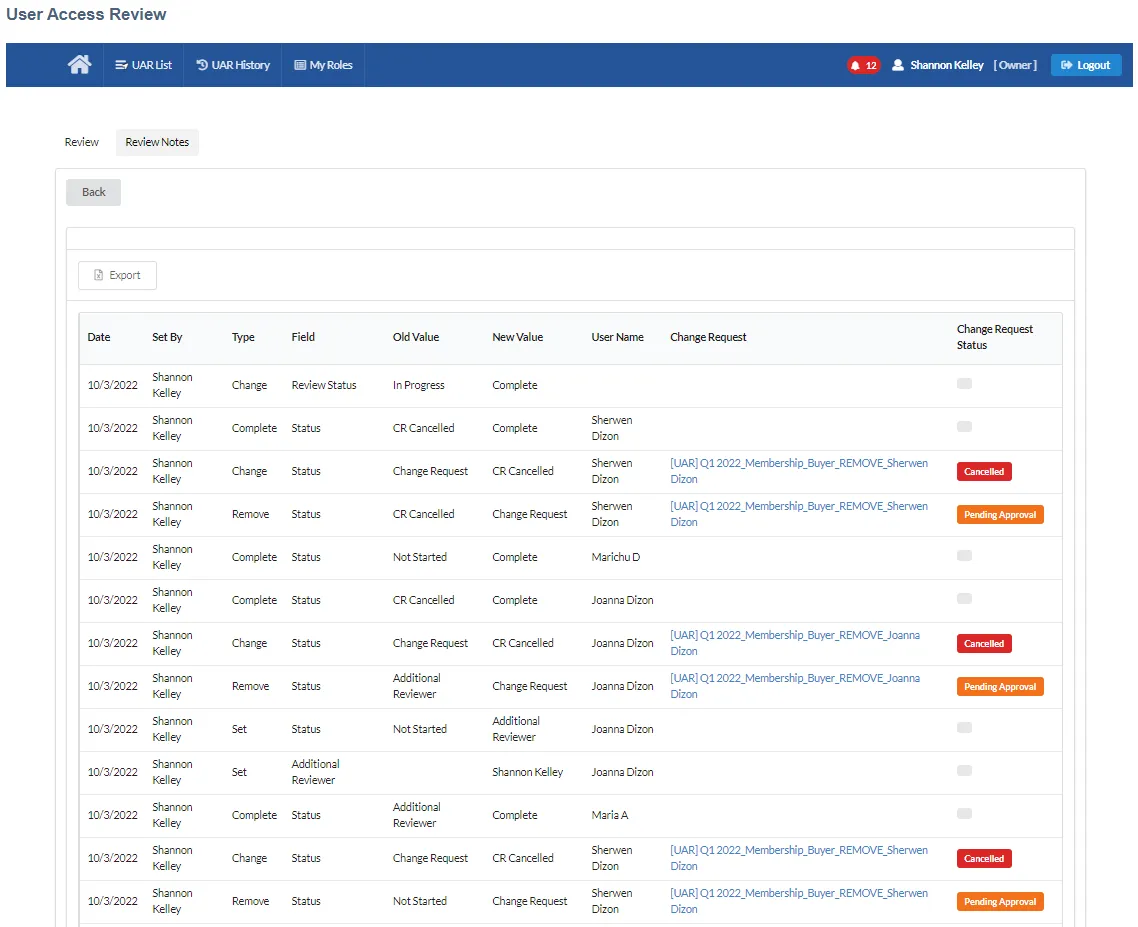 User Access Review
UAR List UAR History My Roles 12 Shannon Kelley [ Owner ] Logout
Review Review Notes
Back
Export
Date Set By Type Field Old Value New Value User Name Change Request Change Request Status
10/3/2022 Shannon Kelley Change Review Status In Progress Complete
10/3/2022 Shannon Kelley Complete Status CR Cancelled Complete Sherwen Dizon
10/3/2022 Shannon Kelley Change Status Change Request CR Cancelled Sherwen Dizon [UAR] Q1 2022_Membership_Buyer_REMOVE_Sherwen Dizon Cancelled
10/3/2022 Shannon Kelley Remove Status CR Cancelled Change Request Sherwen Dizon [UAR] Q1 2022_Membership_Buyer_REMOVE_Sherwen Dizon Pending Approval
10/3/2022 Shannon Kelley Complete Status Not Started Complete Marichu D
10/3/2022 Shannon Kelley Complete Status CR Cancelled Complete Joanna Dizon
10/3/2022 Shannon Kelley Change Status Change Request CR Cancelled Joanna Dizon [UAR] Q1 2022_Membership_Buyer_REMOVE_Joanna Dizon Cancelled
10/3/2022 Shannon Kelley Remove Status Additional Reviewer Change Request Joanna Dizon [UAR] Q1 2022_Membership_Buyer_REMOVE_Joanna Dizon Pending Approval
10/3/2022 Shannon Kelley Set Status Not Started Additional Reviewer Joanna Dizon
10/3/2022 Shannon Kelley Set Additional Reviewer Shannon Kelley Joanna Dizon
10/3/2022 Shannon Kelley Complete Status Additional Reviewer Complete Maria A
10/3/2022 Shannon Kelley Change Status Change Request CR Cancelled Sherwen Dizon [UAR] Q1 2022_Membership_Buyer_REMOVE_Sherwen Dizon Cancelled
10/3/2022 Shannon Kelley Remove Status Not Started Change Request Sherwen Dizon [UAR] Q1 2022_Membership_Buyer_REMOVE_Sherwen Dizon Pending Approval